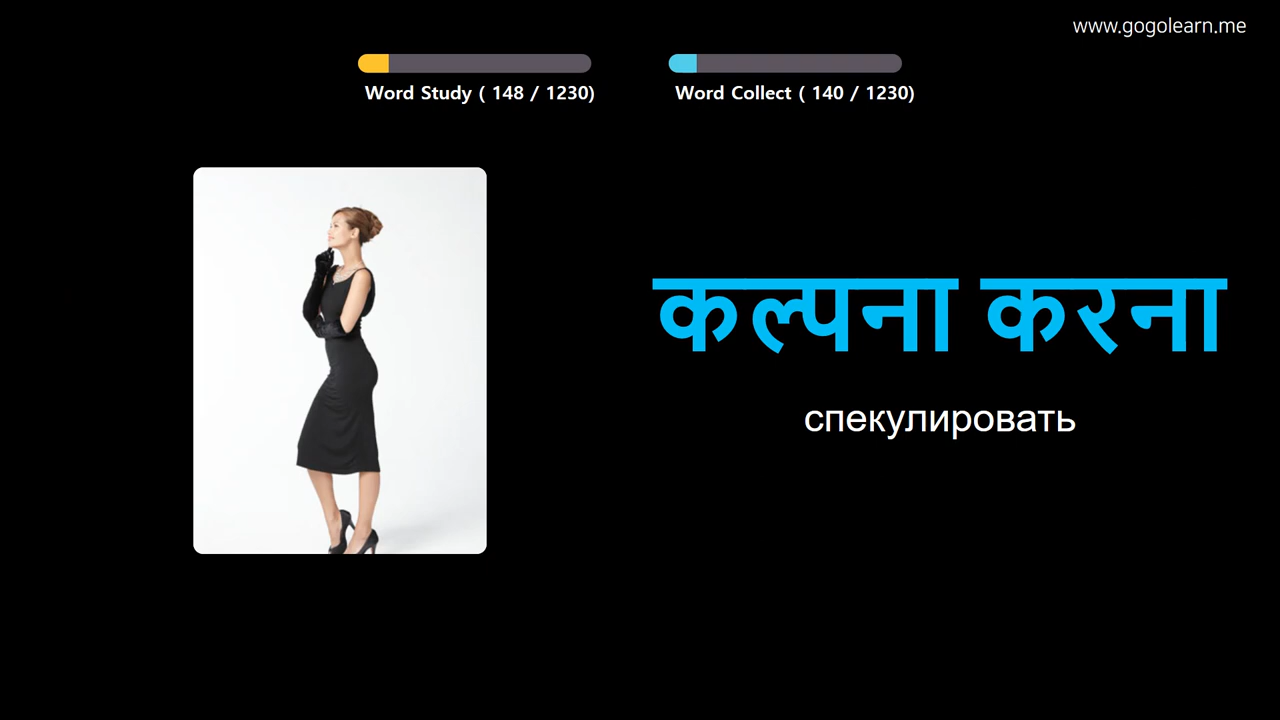 www.gogolearn.me
Word Study ( 148 / 1230)
Word Collect ( 140 / 1230)
कल्पना करना
спекулировать